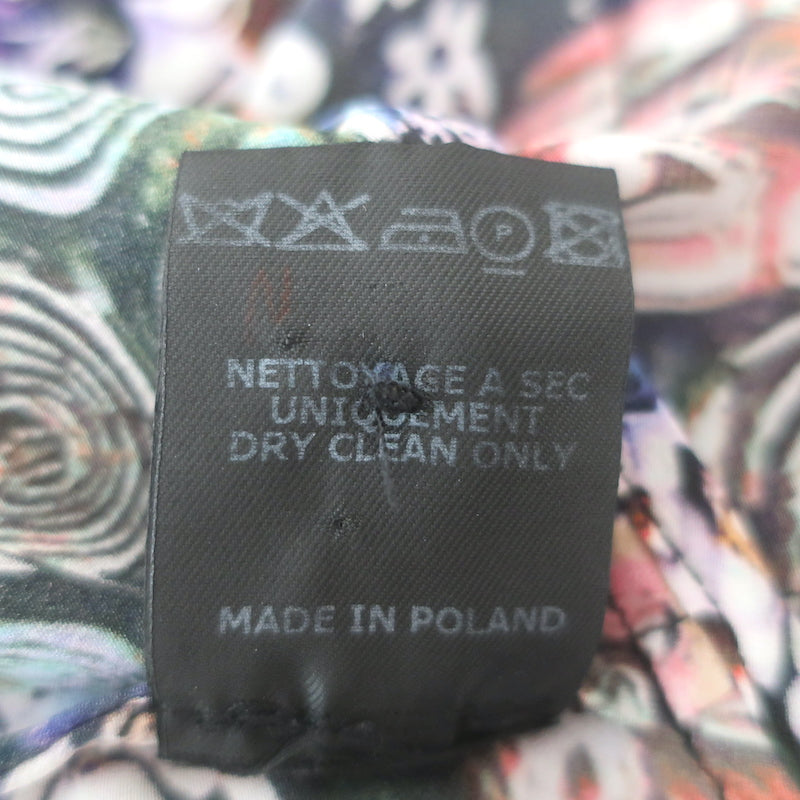 P
N
NETTOYAGE A SEC
UNIQUEMENT
DRY CLEAN ONLY
MADE IN POLAND